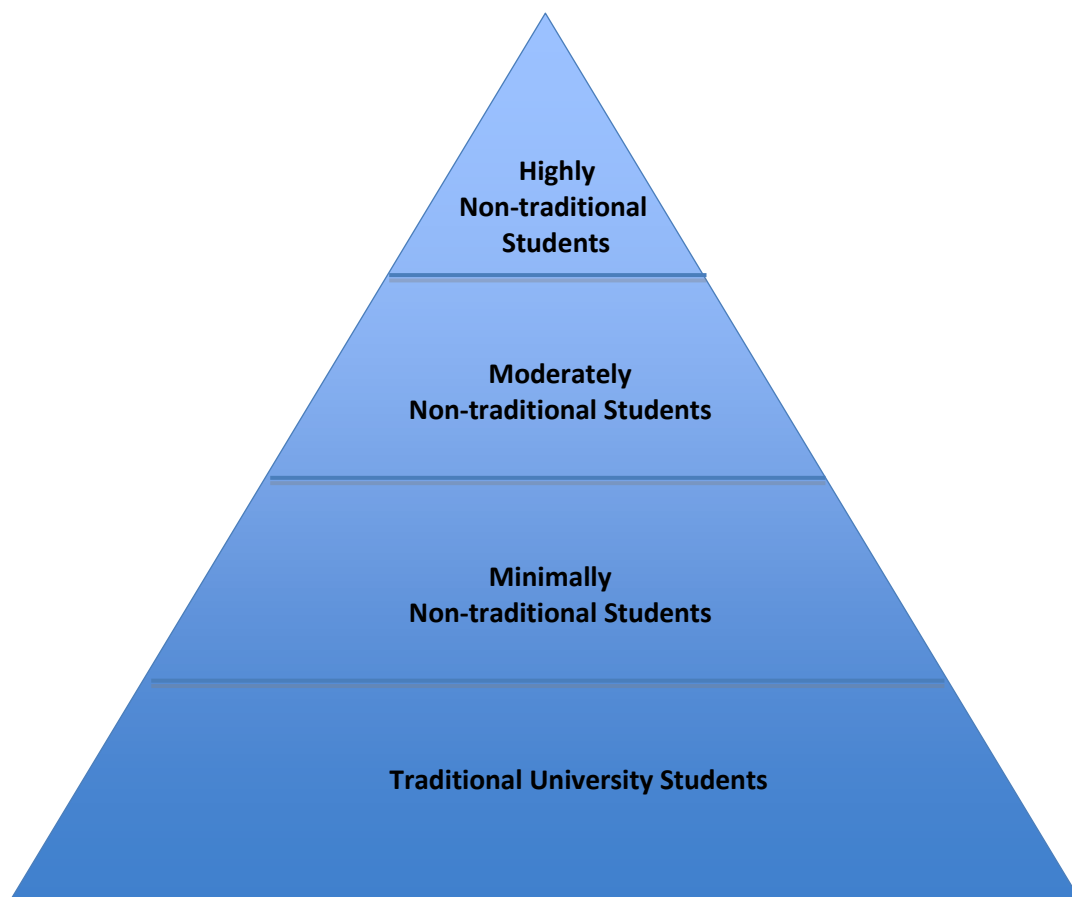 Highly
Non-traditional
Students
Moderately
Non-traditional Students
Minimally
Non-traditional Students
Traditional University Students